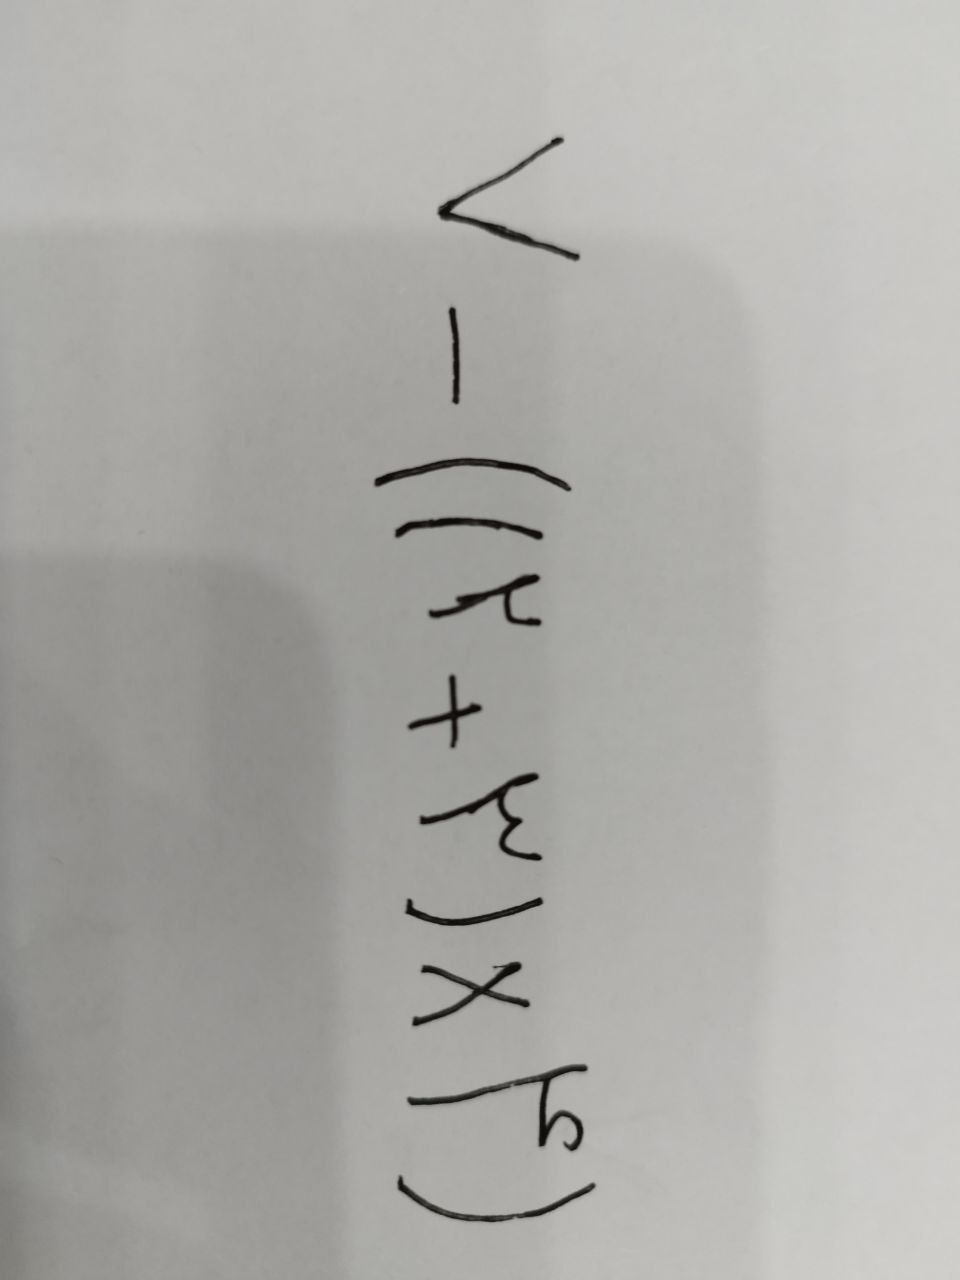 ۷ - ((۲ + ۳) × ۴)